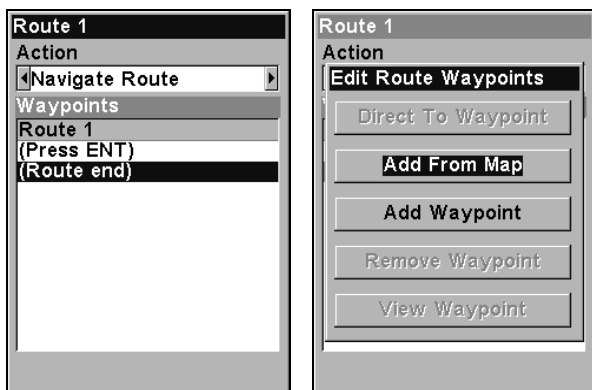 Route 1
Action
Navigate Route
Waypoints
Route 1
(Press ENT)
(Route end)
Route 1
Action
Edit Route Waypoints
Direct To Waypoint
Add From Map
Add Waypoint
Remove Waypoint
View Waypoint